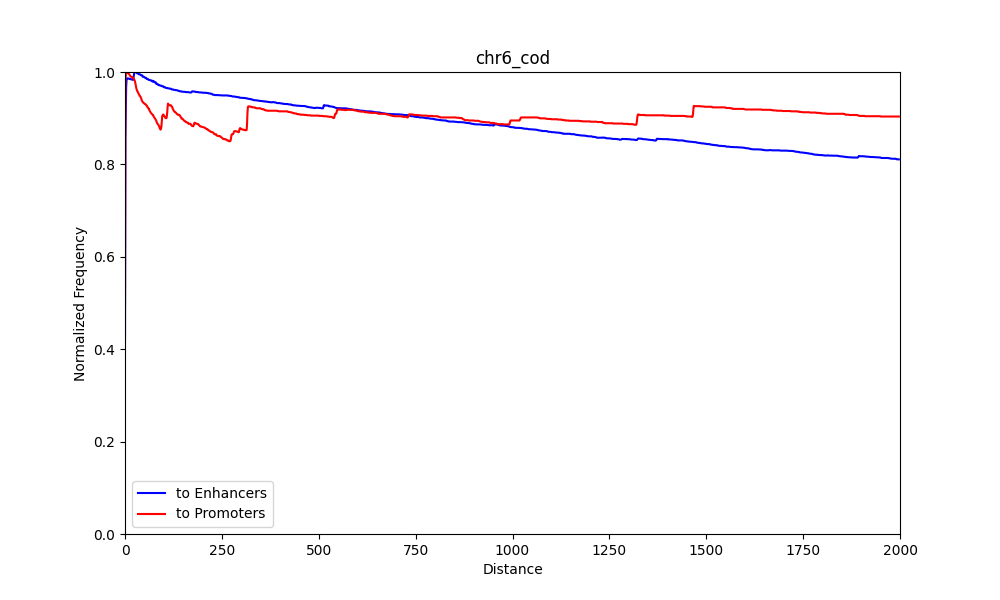 chr6_cod
1.0
0.8
0.6
0.4
0.2
0.0
Normalized Frequency
to Enhancers
to Promoters
0 250 500 750 1000 1250 1500 1750 2000
Distance